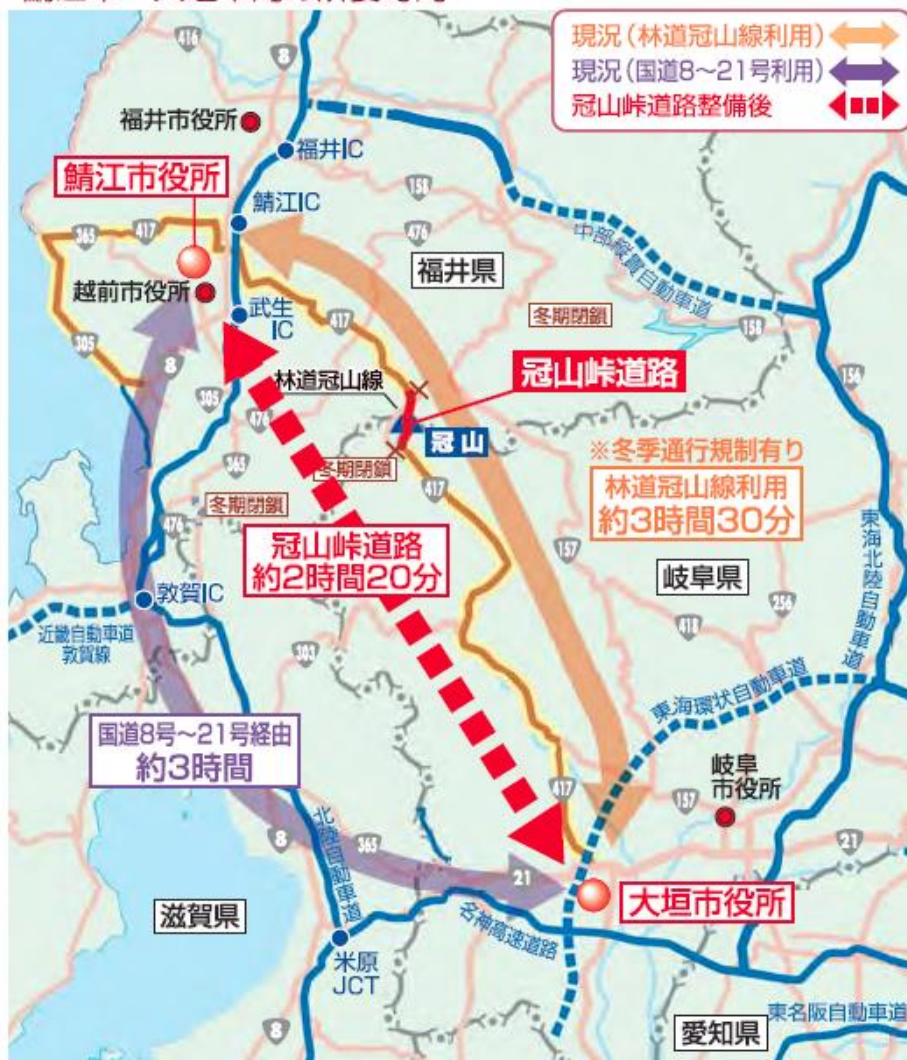 現況（林道冠山線利用）
現況（国道8～21号利用）
冠山峠道路整備後
416
8
福井市役所
福井IC
鯖江市役所
鯖江IC
158
365
417
476
福井県
中部縦貫自動車道
越前市役所
武生
IC
417
冬期閉鎖
158
305
8
林道冠山線
冠山峠道路
156
305
476
冠山
※冬季通行規制有り
365
冬期閉鎖
417
林道冠山線利用
約3時間30分
冬期閉鎖
476
冠山峠道路
約2時間20分
157
東海北陸自動車道
岐阜県
敦賀IC
256
418
近畿自動車道
敦賀線
303
東海環状自動車道
国道8号～21号経由
約3時間
岐阜
市役所
417
157
8
365
北陸自動車道
21
21
大垣市役所
滋賀県
名神高速道路
米原
JCT
東名阪自動車道
8
愛知県